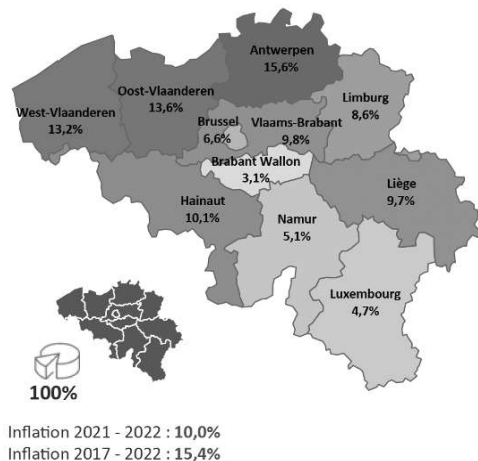 Antwerpen
15,6%
Oost-Vlaanderen
13,6%
West-Vlaanderen
13,2%
Limburg
8,6%
Brussel
6,6%
Vlaams-Brabant
9,8%
Brabant Wallon
3,1%
Liège
9,7%
Hainaut
10,1%
Namur
5,1%
Luxembourg
4,7%
100%
Inflation 2021 - 2022 : 10,0%
Inflation 2017 - 2022 : 15,4%